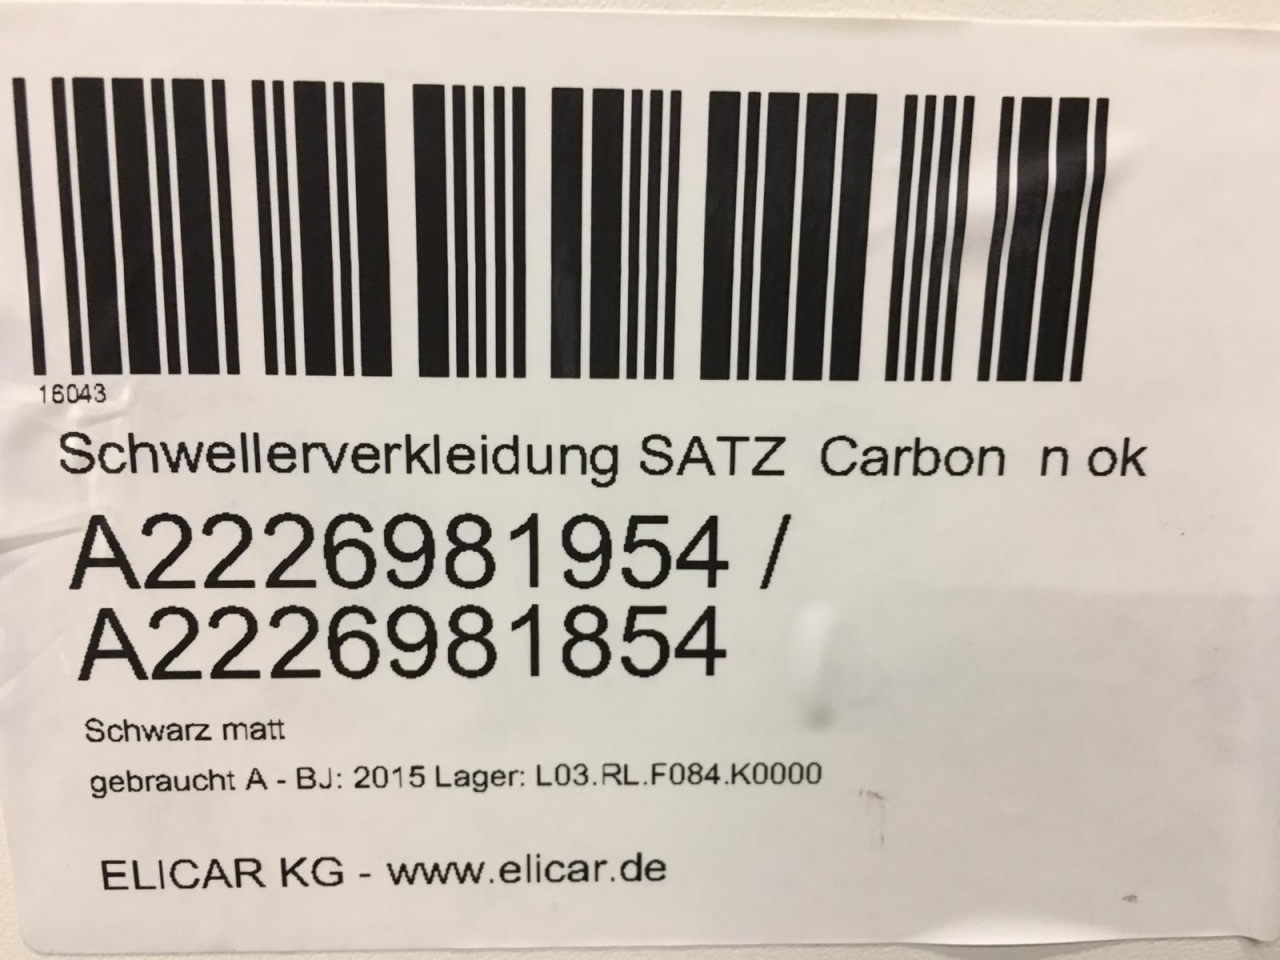 16043
Schwellerverkleidung SATZ Carbon n ok
A2226981954 /
A2226981854
Schwarz matt
gebraucht A - BJ: 2015 Lager: L03.RL.F084.K0000
ELICAR KG - www.elicar.de